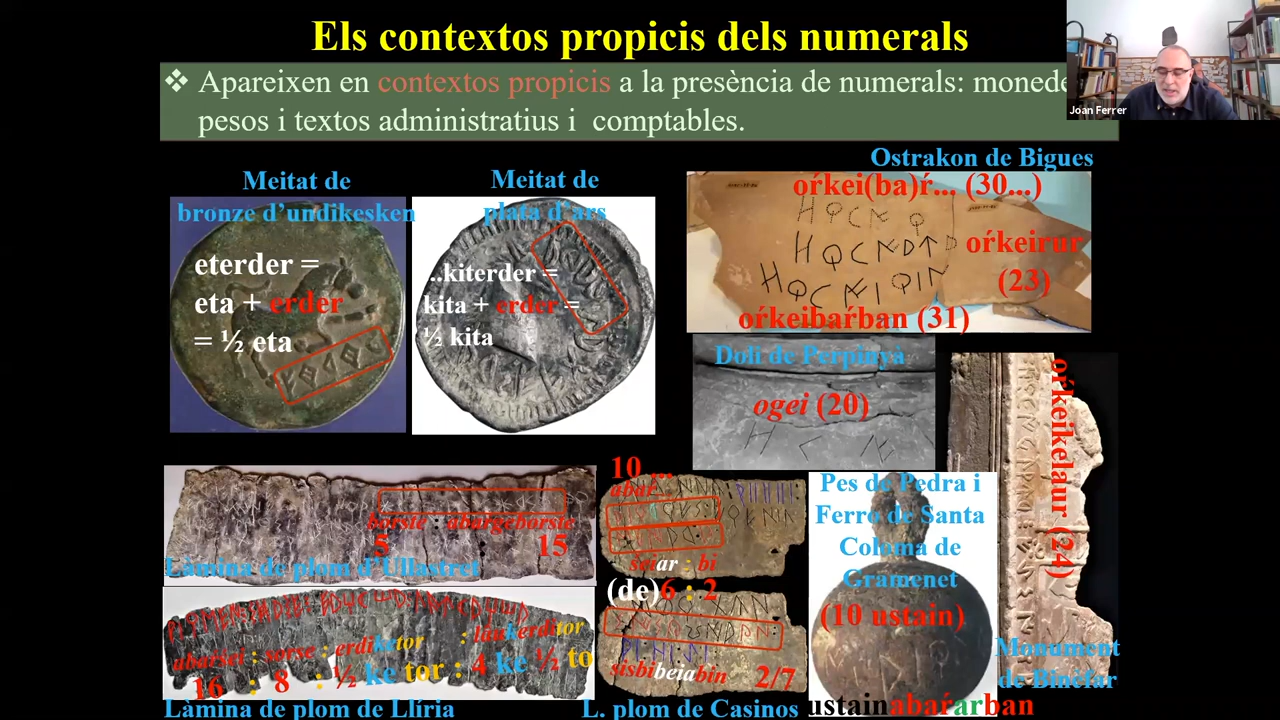 Els contextos propicis dels numerals
❖ Apareixen en contextos propicis a la presència de numerals: monede
pesos i textos administratius i comptables.
Joan Ferrer
Meitat de
bronze d'undikesken
eterder =
eta + erder
= ½ eta
Meitat de
plata d'ars
..kiterder =
kita + erder =
½ kita
Ostrakon de Bigues
oŕkei(ba)ŕ... (30...)
oŕkeirur
(23)
oŕkeibaŕban (31)
Doli de Perpinyà
ogei (20)
oŕkeikelaur (24)
Monument
de Binéfar
borste : abargeborste
5 : 15
Làmina de plom d'Ullastret
abaŕsei : sorse : erdiketor : laukerditor
16 : 8 : ½ ke tor : 4 ke ½ to
Làmina de plom de Llíria
10 ...
abar...
seiar : bi
(de)6 : 2
sisbibeiabin 2/7
L. plom de Casinos
Pes de Pedra i
Ferro de Santa
Coloma de
Gramenet
(10 ustain)
ustainabaŕarban